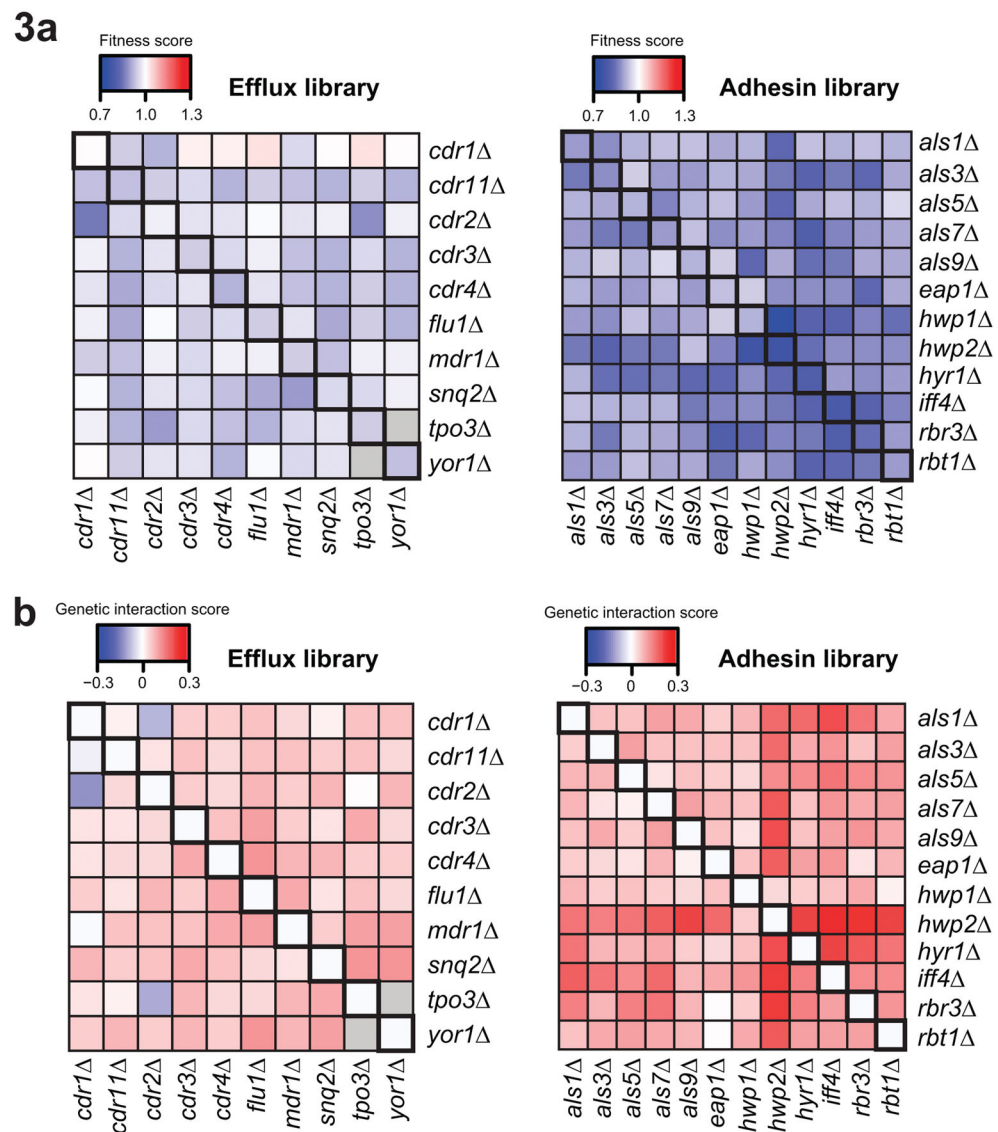 3a
Fitness score
0.7 1.0 1.3
Efflux library
cdr1Δ
cdr11Δ
cdr2Δ
cdr3Δ
cdr4Δ
flu1Δ
mdr1Δ
snq2Δ
tpo3Δ
yor1Δ
cdr1Δ cdr11Δ cdr2Δ cdr3Δ cdr4Δ flu1Δ mdr1Δ snq2Δ tpo3Δ yor1Δ
Fitness score
0.7 1.0 1.3
Adhesin library
als1Δ
als3Δ
als5Δ
als7Δ
als9Δ
eap1Δ
hwp1Δ
hwp2Δ
hyr1Δ
iff4Δ
rbr3Δ
rbt1Δ
als1Δ als3Δ als5Δ als7Δ als9Δ eap1Δ hwp1Δ hwp2Δ hyr1Δ iff4Δ rbr3Δ rbt1Δ
b
Genetic interaction score
−0.3 0 0.3
Efflux library
cdr1Δ
cdr11Δ
cdr2Δ
cdr3Δ
cdr4Δ
flu1Δ
mdr1Δ
snq2Δ
tpo3Δ
yor1Δ
cdr1Δ cdr11Δ cdr2Δ cdr3Δ cdr4Δ flu1Δ mdr1Δ snq2Δ tpo3Δ yor1Δ
Genetic interaction score
−0.3 0 0.3
Adhesin library
als1Δ
als3Δ
als5Δ
als7Δ
als9Δ
eap1Δ
hwp1Δ
hwp2Δ
hyr1Δ
iff4Δ
rbr3Δ
rbt1Δ
als1Δ als3Δ als5Δ als7Δ als9Δ eap1Δ hwp1Δ hwp2Δ hyr1Δ iff4Δ rbr3Δ rbt1Δ